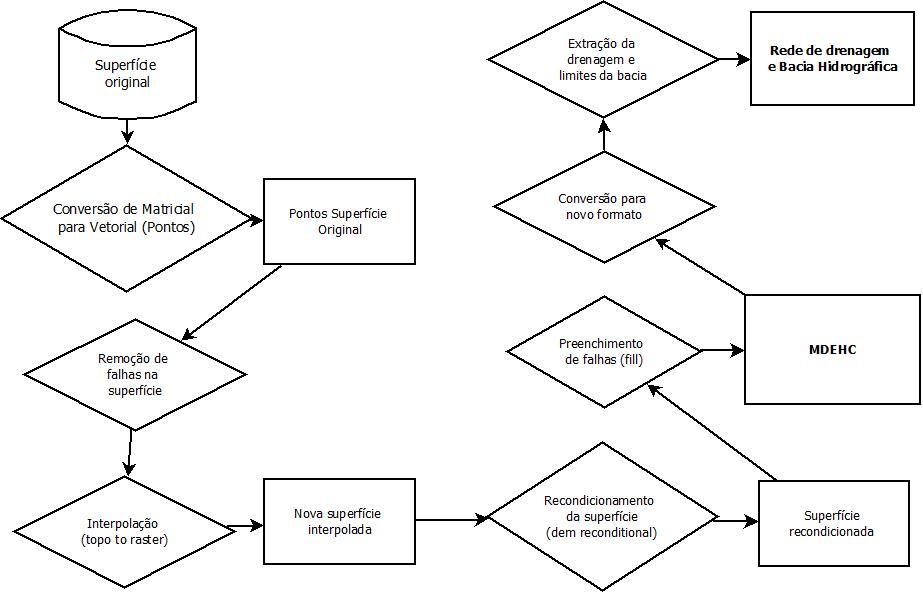 Superfície
original
Conversão de Matricial
para Vetorial (Pontos)
Pontos Superfície
Original
Remoção de
falhas na
superfície
Interpolação
(topo to raster)
Nova superfície
interpolada
Recondicionamento
da superfície
(dem reconditional)
Superfície
recondicionada
Preenchimento
de falhas (fill)
MDEHC
Conversão para
novo formato
Extração da
drenagem e
limites da bacia
Rede de drenagem
e Bacia Hidrográfica